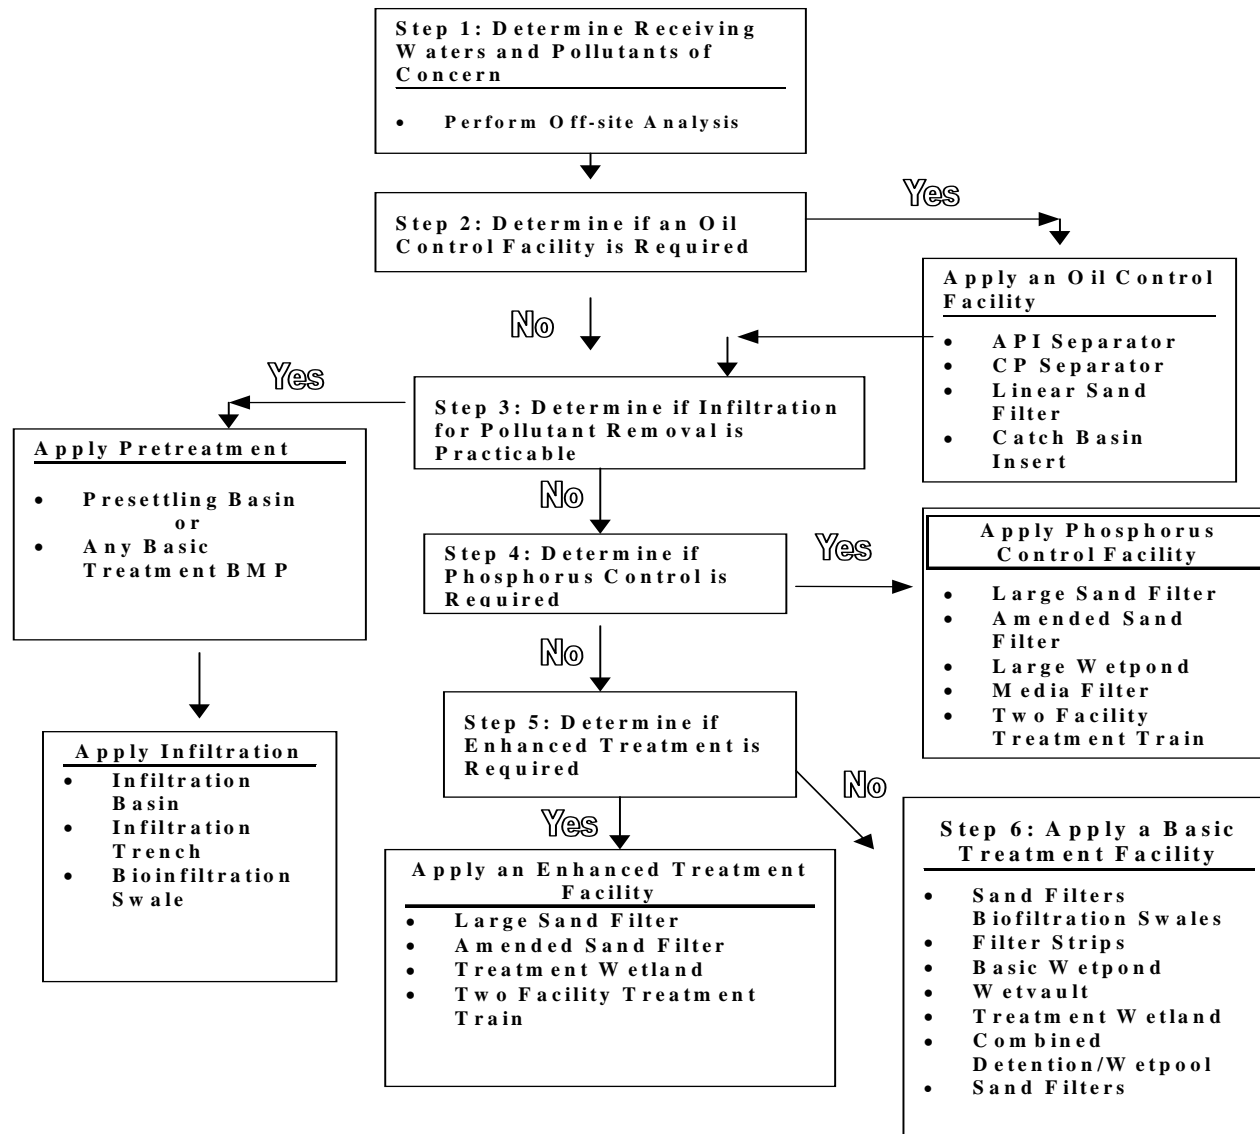 Step 1: Determine Receiving
Waters and Pollutants of
Concern
• Perform Off-site Analysis
Yes
Step 2: Determine if an Oil
Control Facility is Required
Apply an Oil Control
Facility
• API Separator
• CP Separator
• Linear Sand
Filter
• Catch Basin
Insert
No
Yes
Step 3: Determine if Infiltration
for Pollutant Removal is
Practicable
Apply Pretreatment
• Presettling Basin
or
• Any Basic
Treatment BMP
No
Step 4: Determine if
Phosphorus Control is
Required
Yes
Apply Phosphorus
Control Facility
• Large Sand Filter
• Amended Sand
Filter
• Large Wetpond
• Media Filter
• Two Facility
Treatment Train
No
Step 5: Determine if
Enhanced Treatment is
Required
Apply Infiltration
• Infiltration
Basin
• Infiltration
Trench
• Bioinfiltration
Swale
No
Yes
Apply an Enhanced Treatment
Facility
• Large Sand Filter
• Amended Sand Filter
• Treatment Wetland
• Two Facility Treatment
Train
Step 6: Apply a Basic
Treatment Facility
• Sand Filters
Biofiltration Swales
• Filter Strips
• Basic Wetpond
• Wetvault
• Treatment Wetland
• Combined
Detention/Wetpool
• Sand Filters